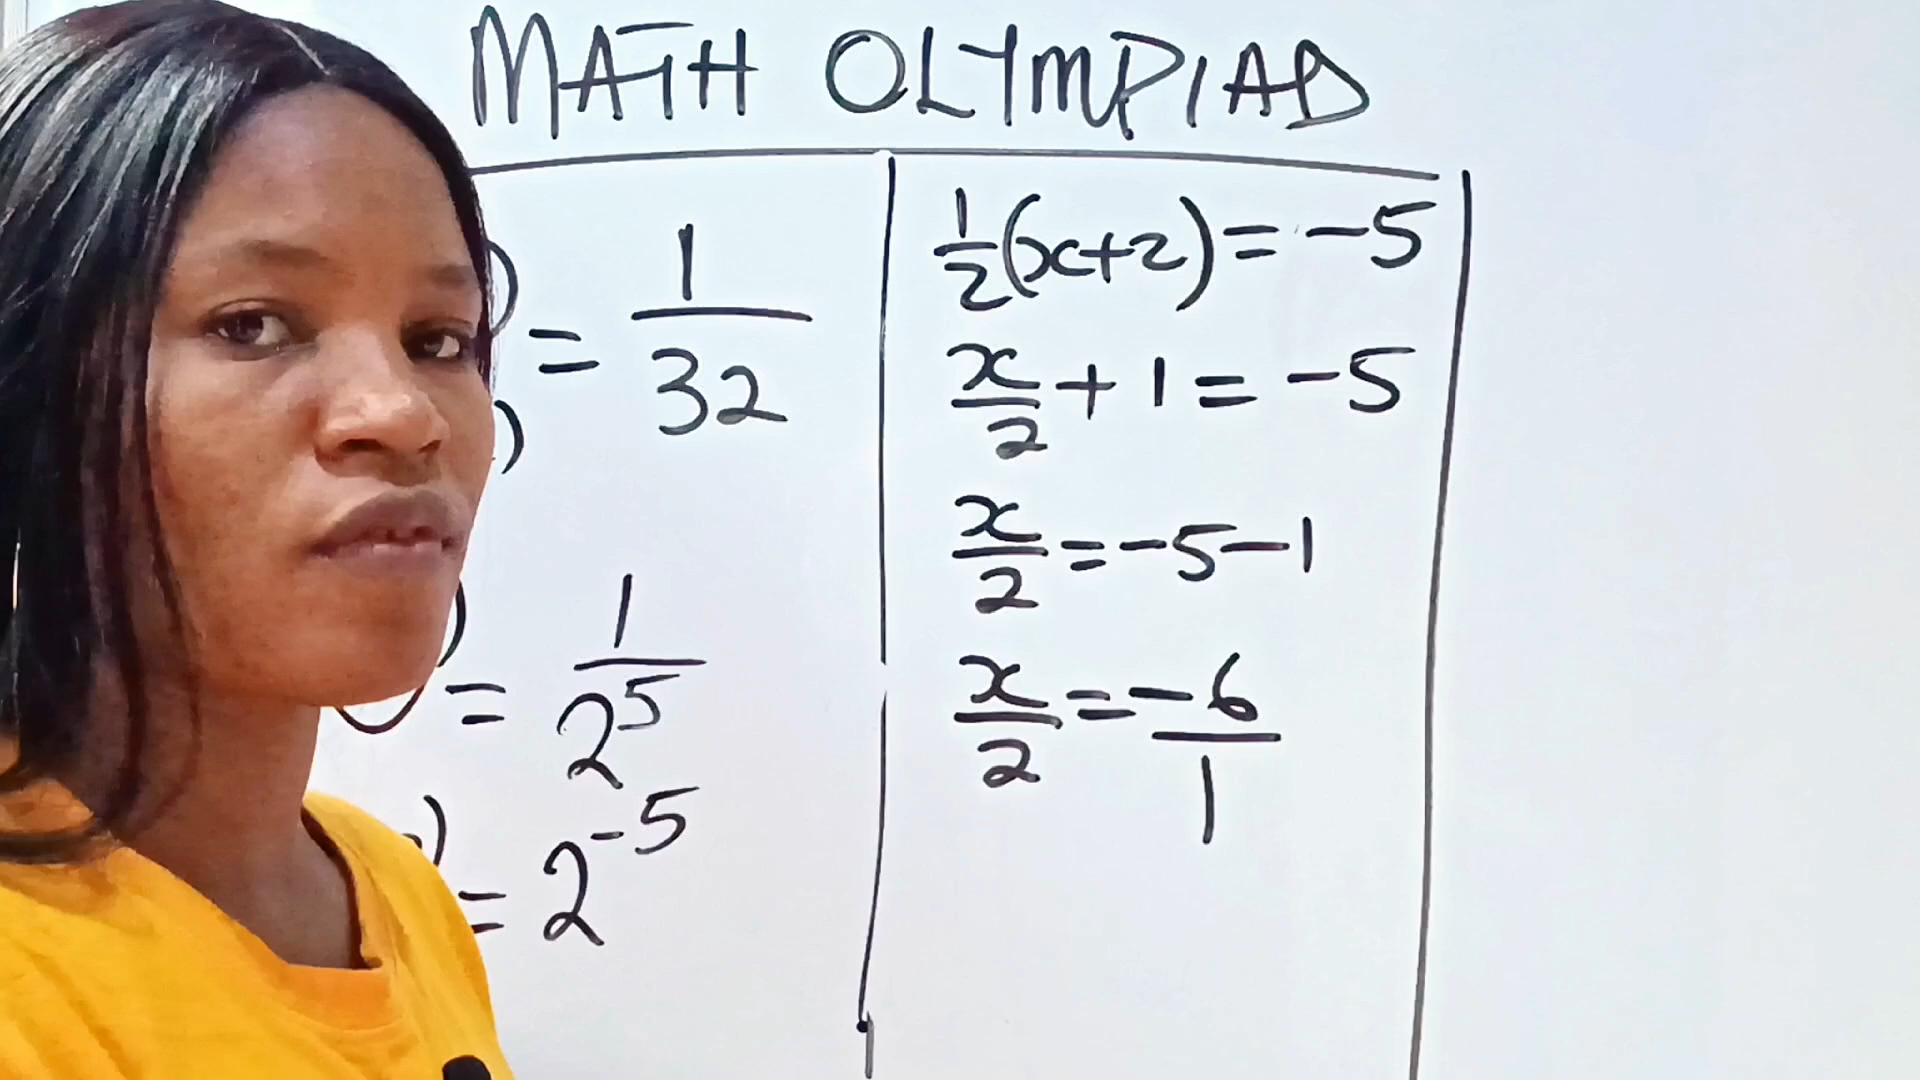 MATH OLYMPIAD
) = 1/32
)
) = 1/2^5
) = 2^-5
1/2(x+2) = -5
x/2 + 1 = -5
x/2 = -5-1
x/2 = -6/1